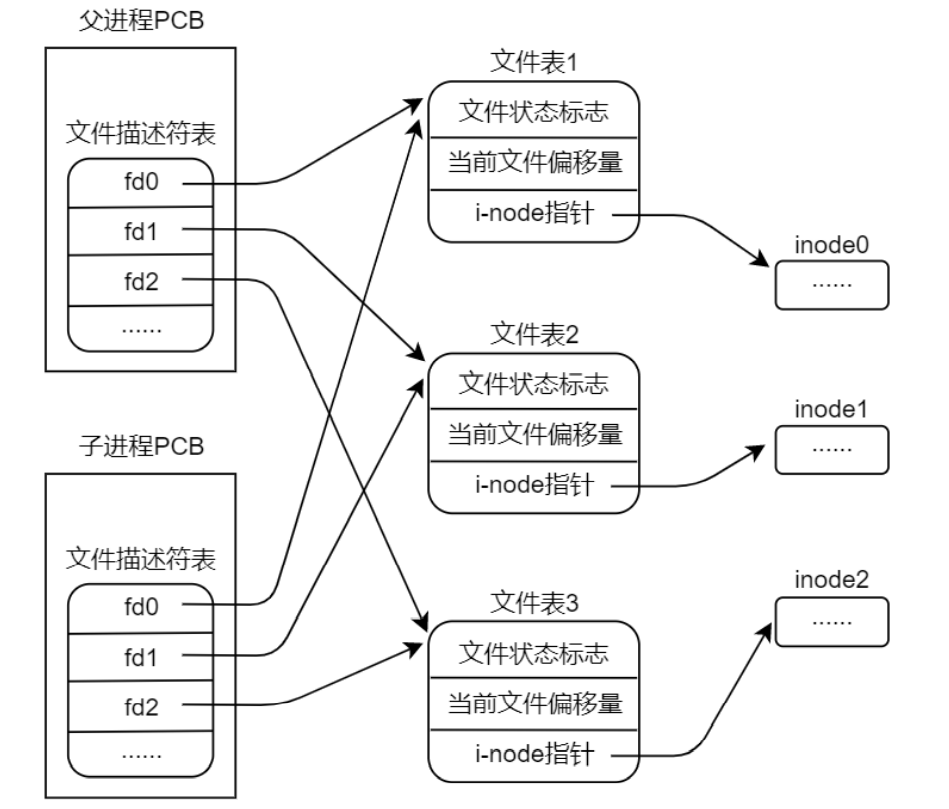 父进程PCB
文件描述符表
fd0
fd1
fd2
......
子进程PCB
文件描述符表
fd0
fd1
fd2
......
文件表1
文件状态标志
当前文件偏移量
i-node指针
文件表2
文件状态标志
当前文件偏移量
i-node指针
文件表3
文件状态标志
当前文件偏移量
i-node指针
inode0
......
inode1
......
inode2
......